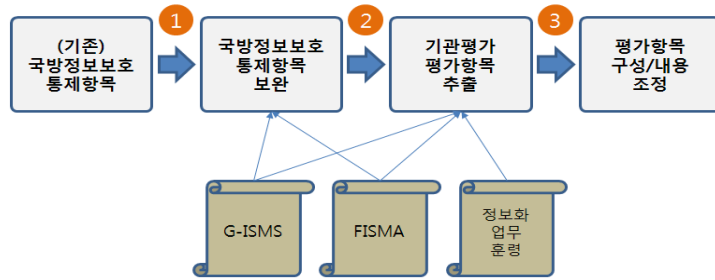 1
2
3
(기존)
국방정보보호
통제항목
국방정보보호
통제항목
보완
기관평가
평가항목
추출
평가항목
구성/내용
조정
G-ISMS
FISMA
정보화
업무
훈령